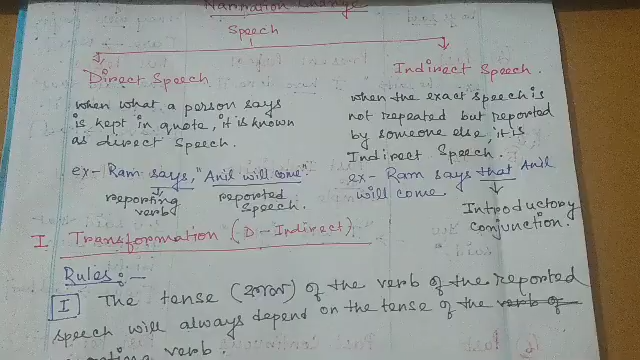 Narration Change
Speech
Direct Speech
when what a person says
is kept in quote, it is known
as direct Speech.
ex- Ram says, "Anil will come"
reporting verb
reported Speech.
Indirect Speech.
when the exact speech is
not repeated but reported
by someone else, it is
Indirect Speech.
ex- Ram says that Anil
will come.
Introductory
conjunction.
I. Transformation (D - Indirect)
Rules:-
I The tense (काल) of the verb of the reported
speech will always depend on the tense of the verb of
verb.